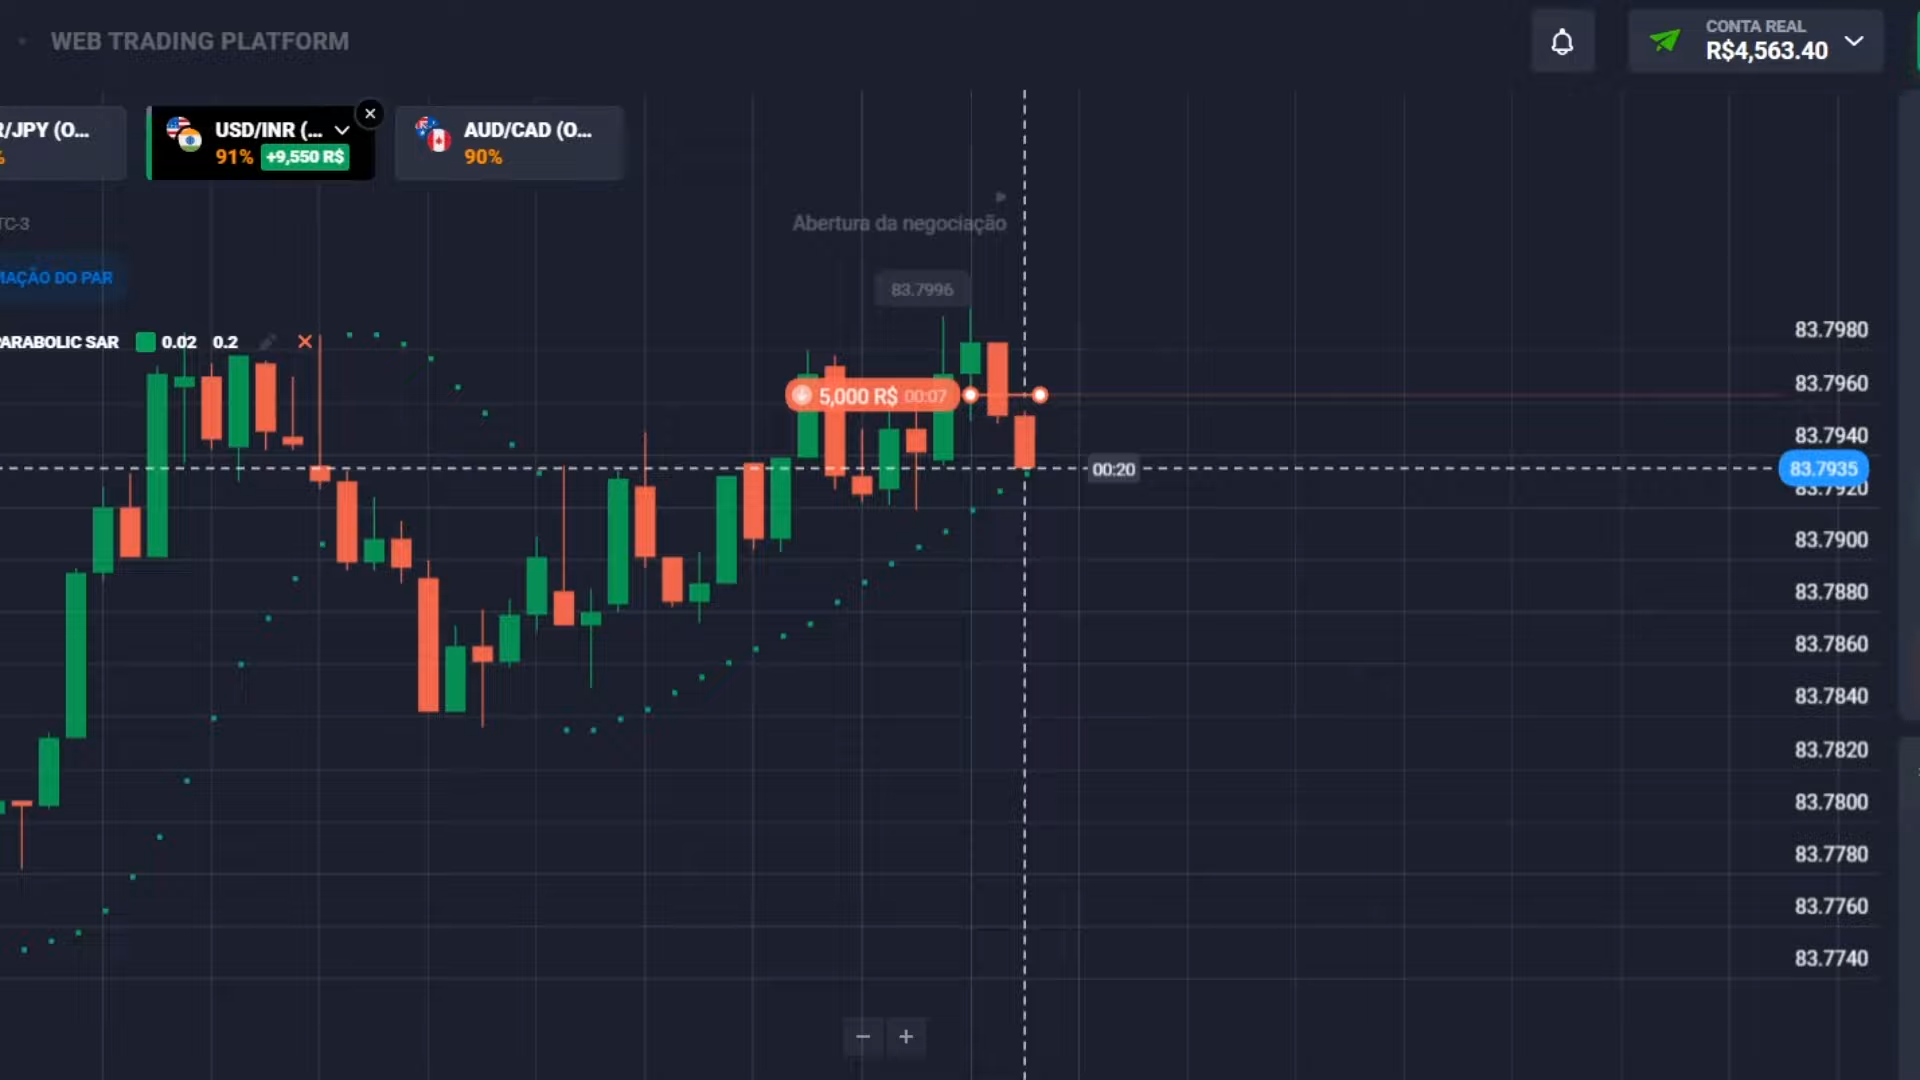 WEB TRADING PLATFORM
CONTA REAL
R$4,563.40
R/JPY (O...
%
USD/INR (...
91% +9,550 R$
AUD/CAD (O...
90%
TC-3
Abertura da negociação
MAÇÃO DO PAR
83.7996
PARABOLIC SAR 0.02 0.2
5,000 R$ 00:07
00:20
83.7980
83.7960
83.7940
83.7935
83.7920
83.7900
83.7880
83.7860
83.7840
83.7820
83.7800
83.7780
83.7760
83.7740